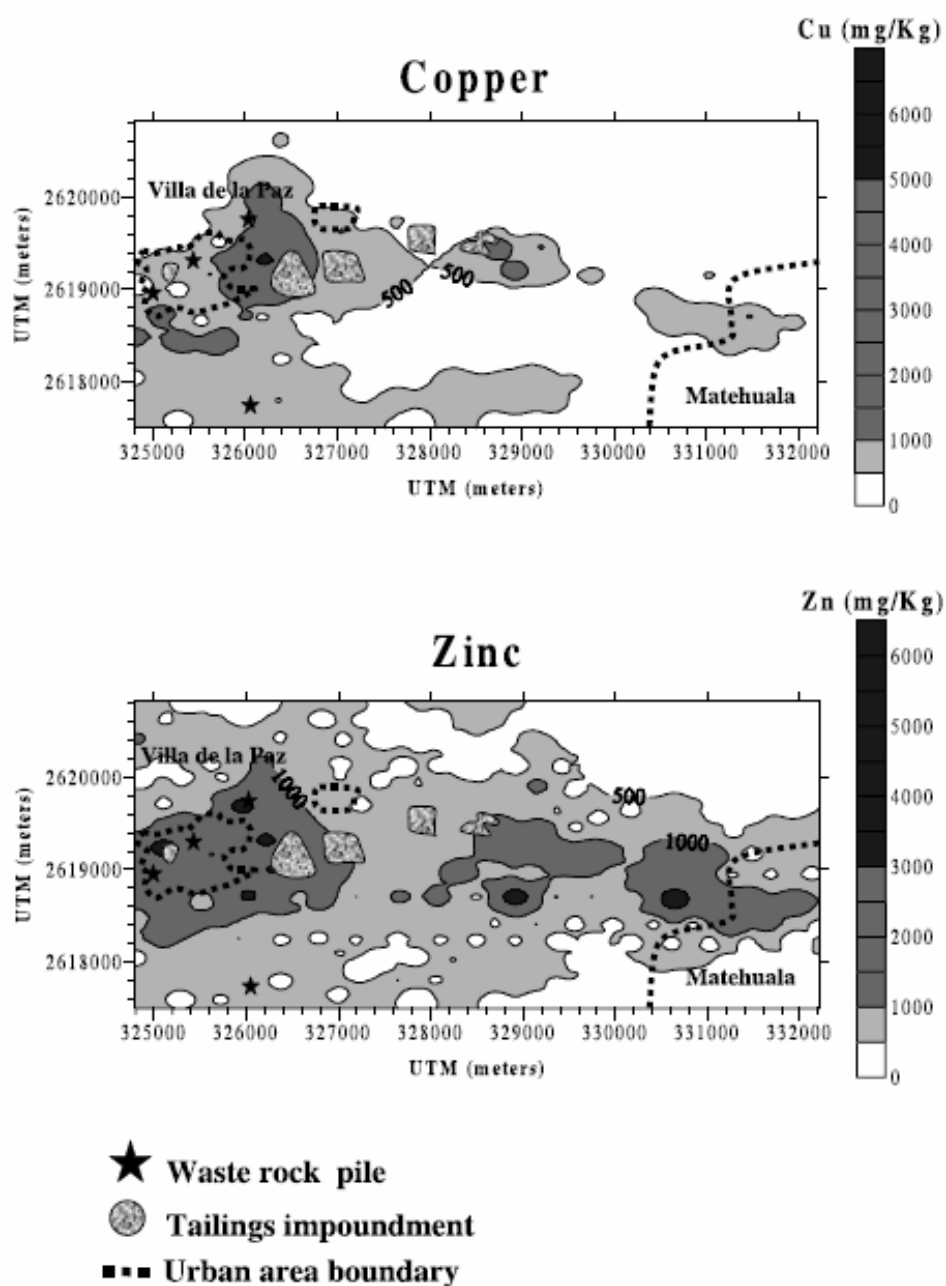 Cu (mg/Kg)
Copper
6000
5000
4000
3000
2000
1000
0
UTM (meters)
2620000
2619000
2618000
Villa de la Paz
500
500
Matehuala
325000 326000 327000 328000 329000 330000 331000 332000
UTM (meters)
Zn (mg/Kg)
Zinc
6000
5000
4000
3000
2000
1000
0
UTM (meters)
2620000
2619000
2618000
Villa de la Paz
1000
500
1000
Matehuala
325000 326000 327000 328000 329000 330000 331000 332000
UTM (meters)
Waste rock pile
Tailings impoundment
Urban area boundary